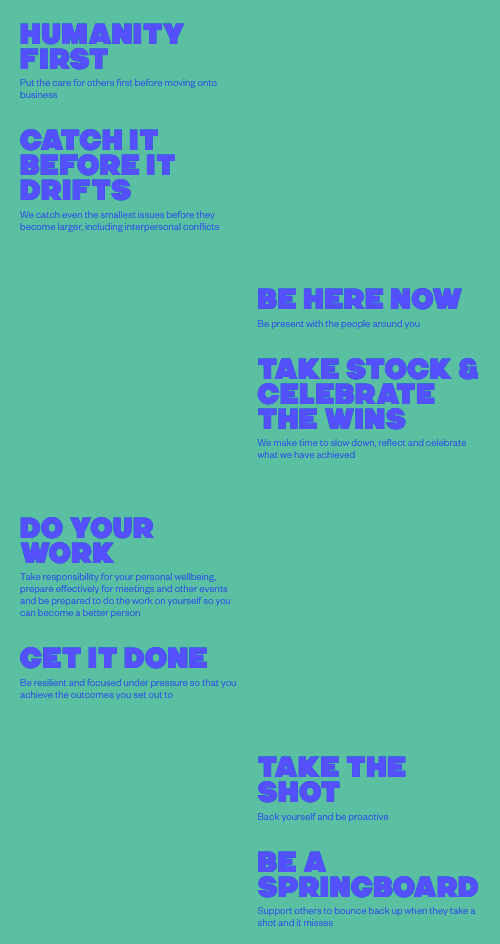 HUMANITY
FIRST
Put the care for others first before moving onto
business
CATCH IT
BEFORE IT
DRIFTS
We catch even the smallest issues before they
become larger, including interpersonal conflicts
BE HERE NOW
Be present with the people around you
TAKE STOCK &
CELEBRATE
THE WINS
We make time to slow down, reflect and celebrate
what we have achieved
DO YOUR
WORK
Take responsibility for your personal wellbeing,
prepare effectively for meetings and other events
and be prepared to do the work on yourself so you
can become a better person
GET IT DONE
Be resilient and focused under pressure so that you
achieve the outcomes you set out to
TAKE THE
SHOT
Back yourself and be proactive
BE A
SPRINGBOARD
Support others to bounce back up when they take a
shot and it misses